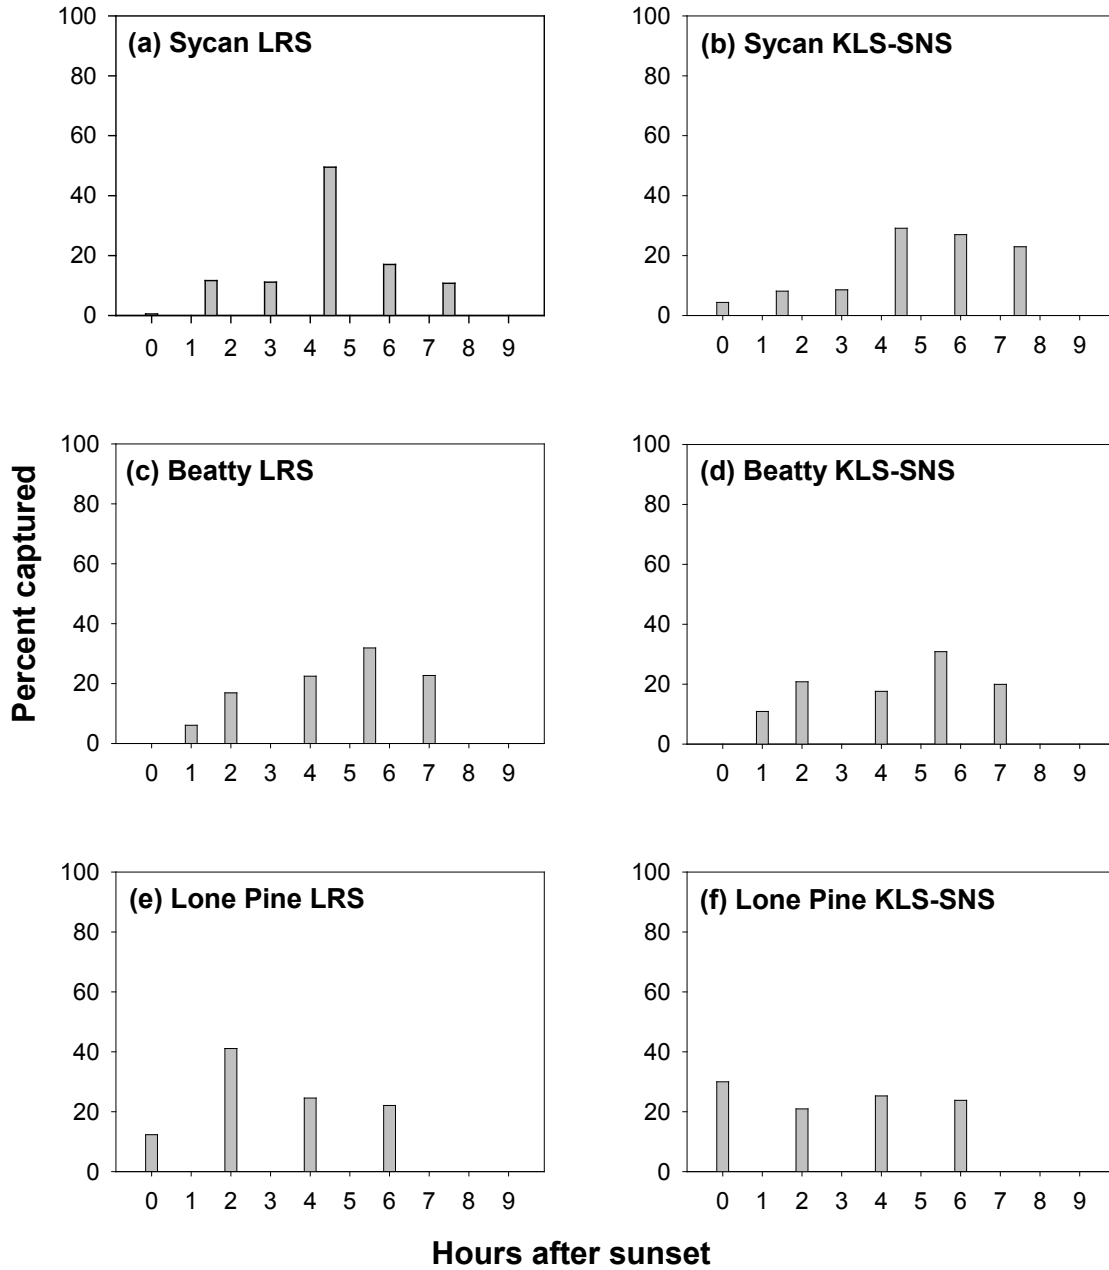 (a) Sycan LRS
100
80
60
40
20
0
0 1 2 3 4 5 6 7 8 9
(b) Sycan KLS-SNS
100
80
60
40
20
0
0 1 2 3 4 5 6 7 8 9
Percent captured
(c) Beatty LRS
100
80
60
40
20
0
0 1 2 3 4 5 6 7 8 9
(d) Beatty KLS-SNS
100
80
60
40
20
0
0 1 2 3 4 5 6 7 8 9
(e) Lone Pine LRS
100
80
60
40
20
0
0 1 2 3 4 5 6 7 8 9
(f) Lone Pine KLS-SNS
100
80
60
40
20
0
0 1 2 3 4 5 6 7 8 9
Hours after sunset